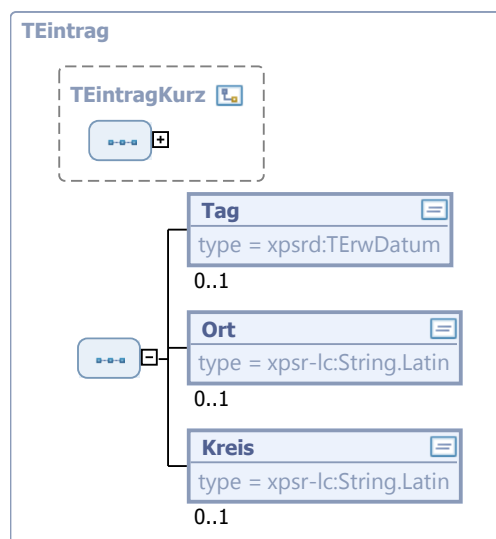 TEintrag
TEintragKurz
Tag
type = xpsrd:TErwDatum
0..1
Ort
type = xpsr-lc:String.Latin
0..1
Kreis
type = xpsr-lc:String.Latin
0..1